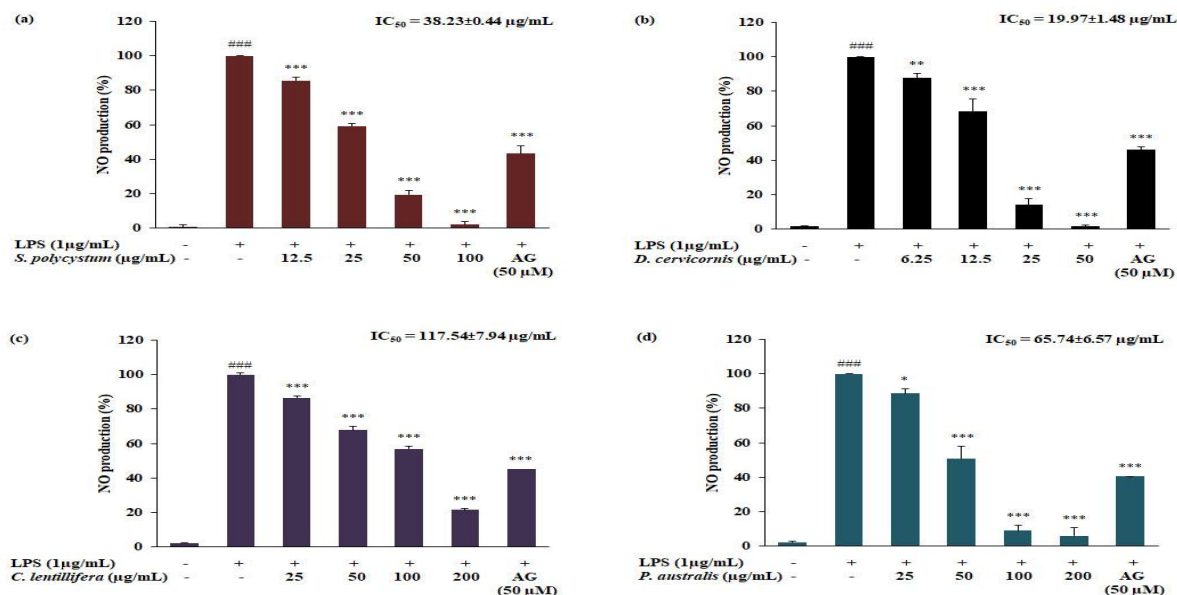 (a)
IC50 = 38.23±0.44 µg/mL
NO production (%)
120
100
80
60
40
20
0
###
***
***
***
***
***
LPS (1µg/mL) - + + + + + +
S. polycystum (µg/mL) - - 12.5 25 50 100 AG
(50 µM)
(b)
IC50 = 19.97±1.48 µg/mL
NO production (%)
120
100
80
60
40
20
0
###
**
***
***
***
***
LPS (1µg/mL) - + + + + + +
D. cervicornis (µg/mL) - - 6.25 12.5 25 50 AG
(50 µM)
(c)
IC50 = 117.54±7.94 µg/mL
NO production (%)
120
100
80
60
40
20
0
###
***
***
***
***
***
LPS (1µg/mL) - + + + + + +
C. lentillifera (µg/mL) - - 25 50 100 200 AG
(50 µM)
(d)
IC50 = 65.74±6.57 µg/mL
NO production (%)
120
100
80
60
40
20
0
###
*
***
***
***
***
LPS (1µg/mL) - + + + + + +
P. australis (µg/mL) - - 25 50 100 200 AG
(50 µM)